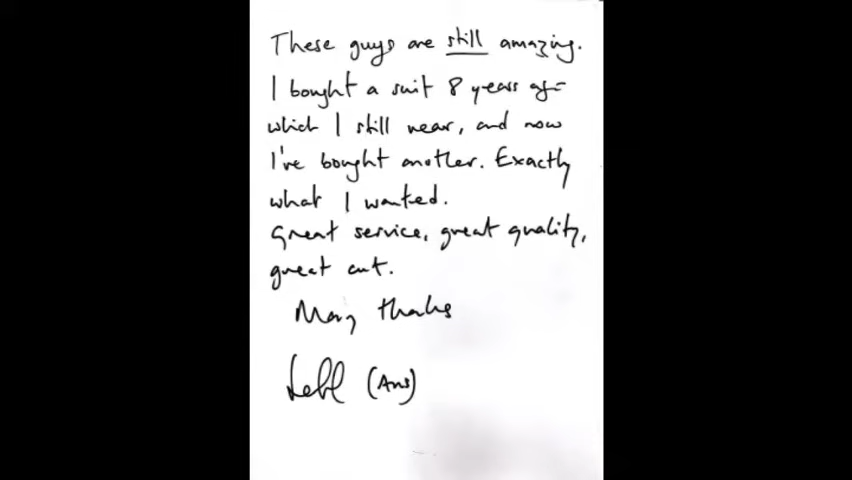 These guys are still amazing.
I bought a suit 8 years ago
which I still wear, and now
I've bought another. Exactly
what I wanted.
Great service, great quality,
great cut.
Many thanks